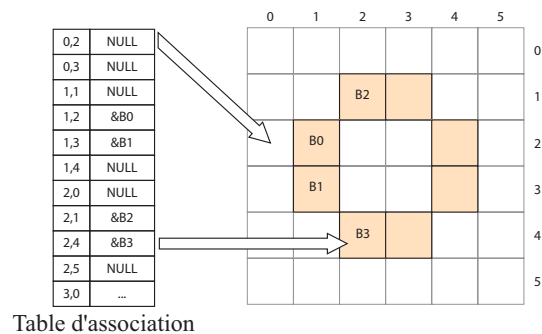 0 1 2 3 4 5
0,2 NULL
0,3 NULL
1,1 NULL
1,2 &B0
1,3 &B1
1,4 NULL
2,0 NULL
2,1 &B2
2,4 &B3
2,5 NULL
3,0 ...
Table d'association
0
B2 1
B0 2
B1 3
B3 4
5